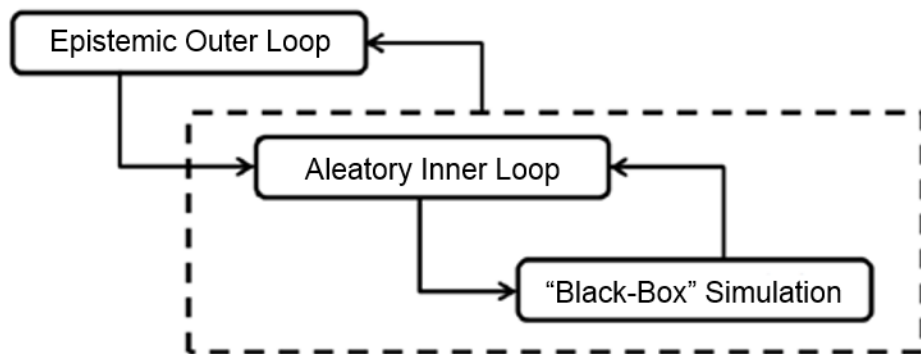 Epistemic Outer Loop
Aleatory Inner Loop
“Black-Box” Simulation